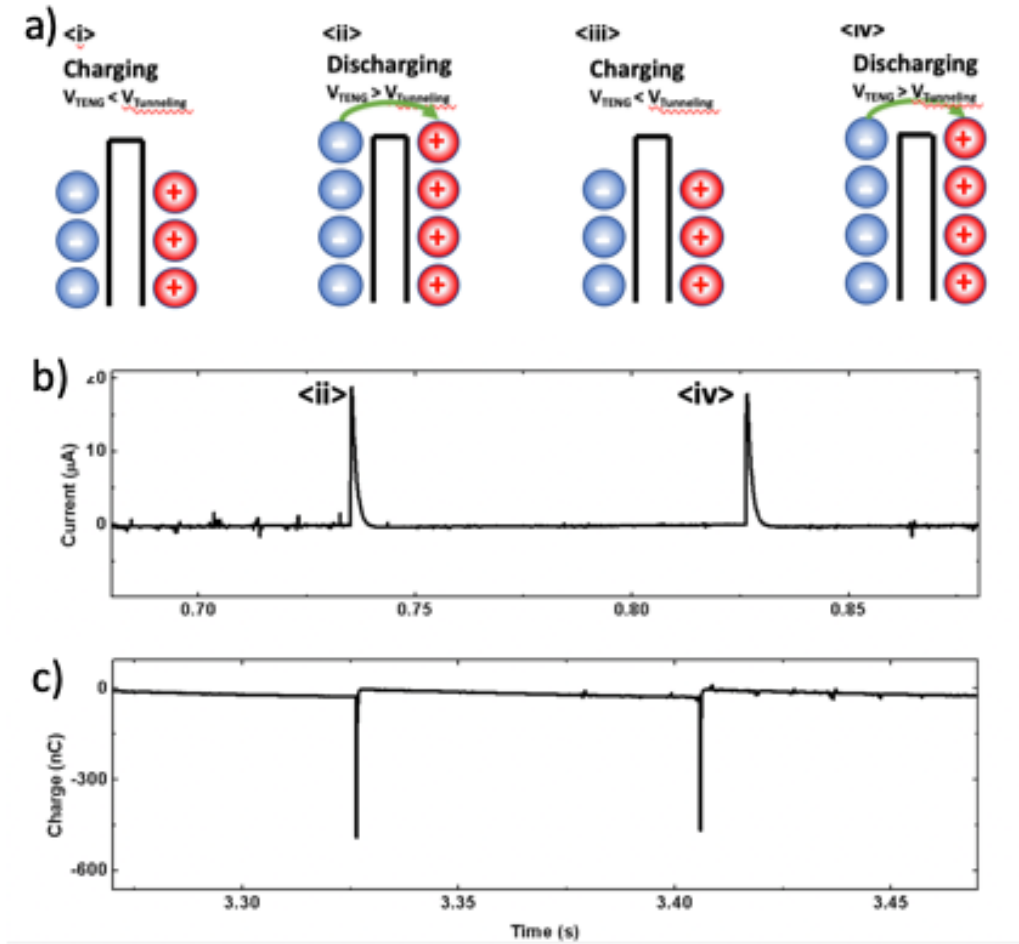 a)
<i>
Charging
VTENG < VTunneling
<ii>
Discharging
VTENG > VTunneling
<iii>
Charging
VTENG < VTunneling
<iv>
Discharging
VTENG > VTunneling
- + - + - + - +
- + - + - + - +
- + - + - + - +
- + - +
b)
20
10
0
Current (μA)
<ii>
<iv>
0.70 0.75 0.80 0.85
c)
0
-300
-600
Charge (nC)
3.30 3.35 3.40 3.45
Time (s)